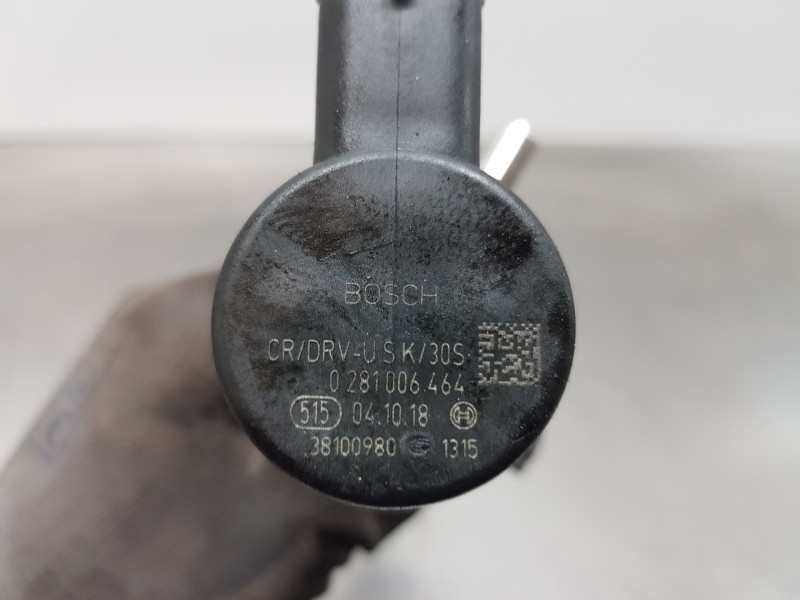 BOSCH
CR/DRV-U S K/30S
0 281 006 464
515 04.10.18
38100980 1315